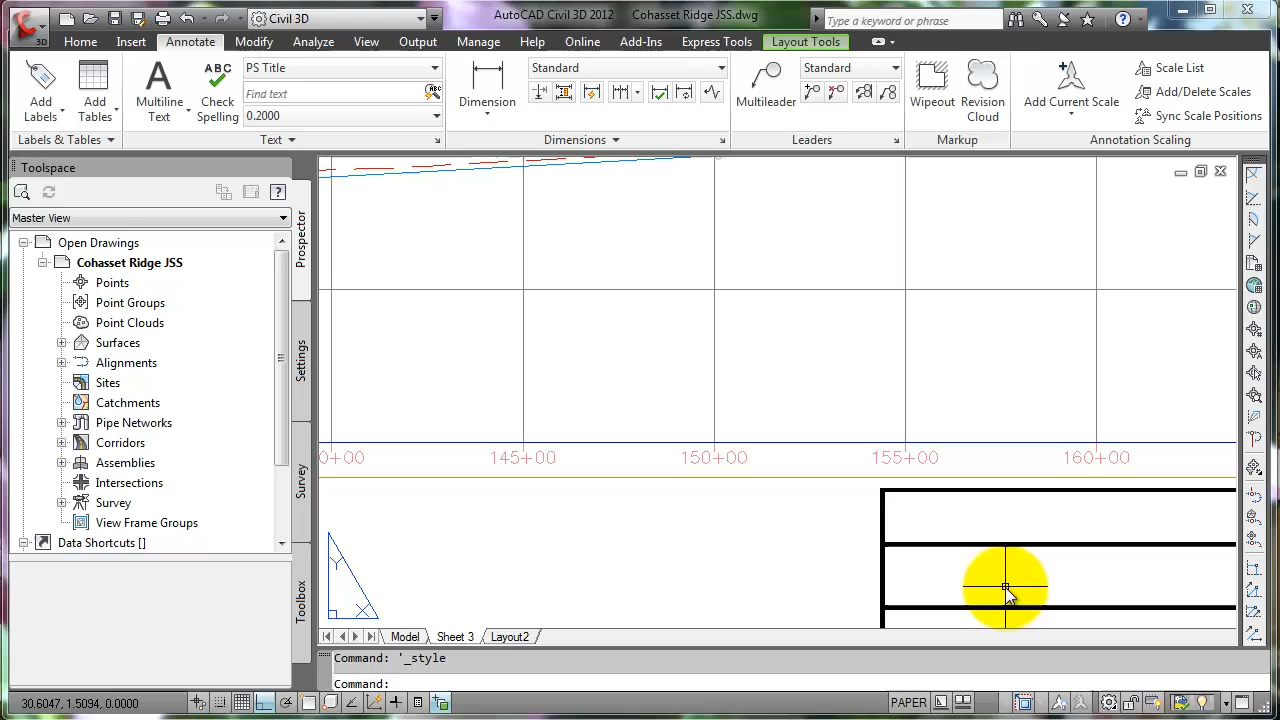 3D
Civil 3D
AutoCAD Civil 3D 2012
Cohasset Ridge JSS.dwg
Type a keyword or phrase
Home
Insert
Annotate
Modify
Analyze
View
Output
Manage
Help
Online
Add-Ins
Express Tools
Layout Tools
Add Labels
Add Tables
Multiline Text
ABC
Check Spelling
PS Title
Find text
0.2000
Dimension
Standard
Multileader
Standard
Wipeout
Revision Cloud
Add Current Scale
Scale List
Add/Delete Scales
Sync Scale Positions
Labels & Tables
Text
Dimensions
Leaders
Markup
Annotation Scaling
Toolspace
Master View
Open Drawings
Cohasset Ridge JSS
Points
Point Groups
Point Clouds
Surfaces
Alignments
Sites
Catchments
Pipe Networks
Corridors
Assemblies
Intersections
Survey
View Frame Groups
Data Shortcuts []
Prospector
Settings
Survey
Toolbox
0+00
145+00
150+00
155+00
160+00
Y
X
Model
Sheet 3
Layout2
Command: '_style
Command:
30.6047, 1.5094, 0.0000
PAPER